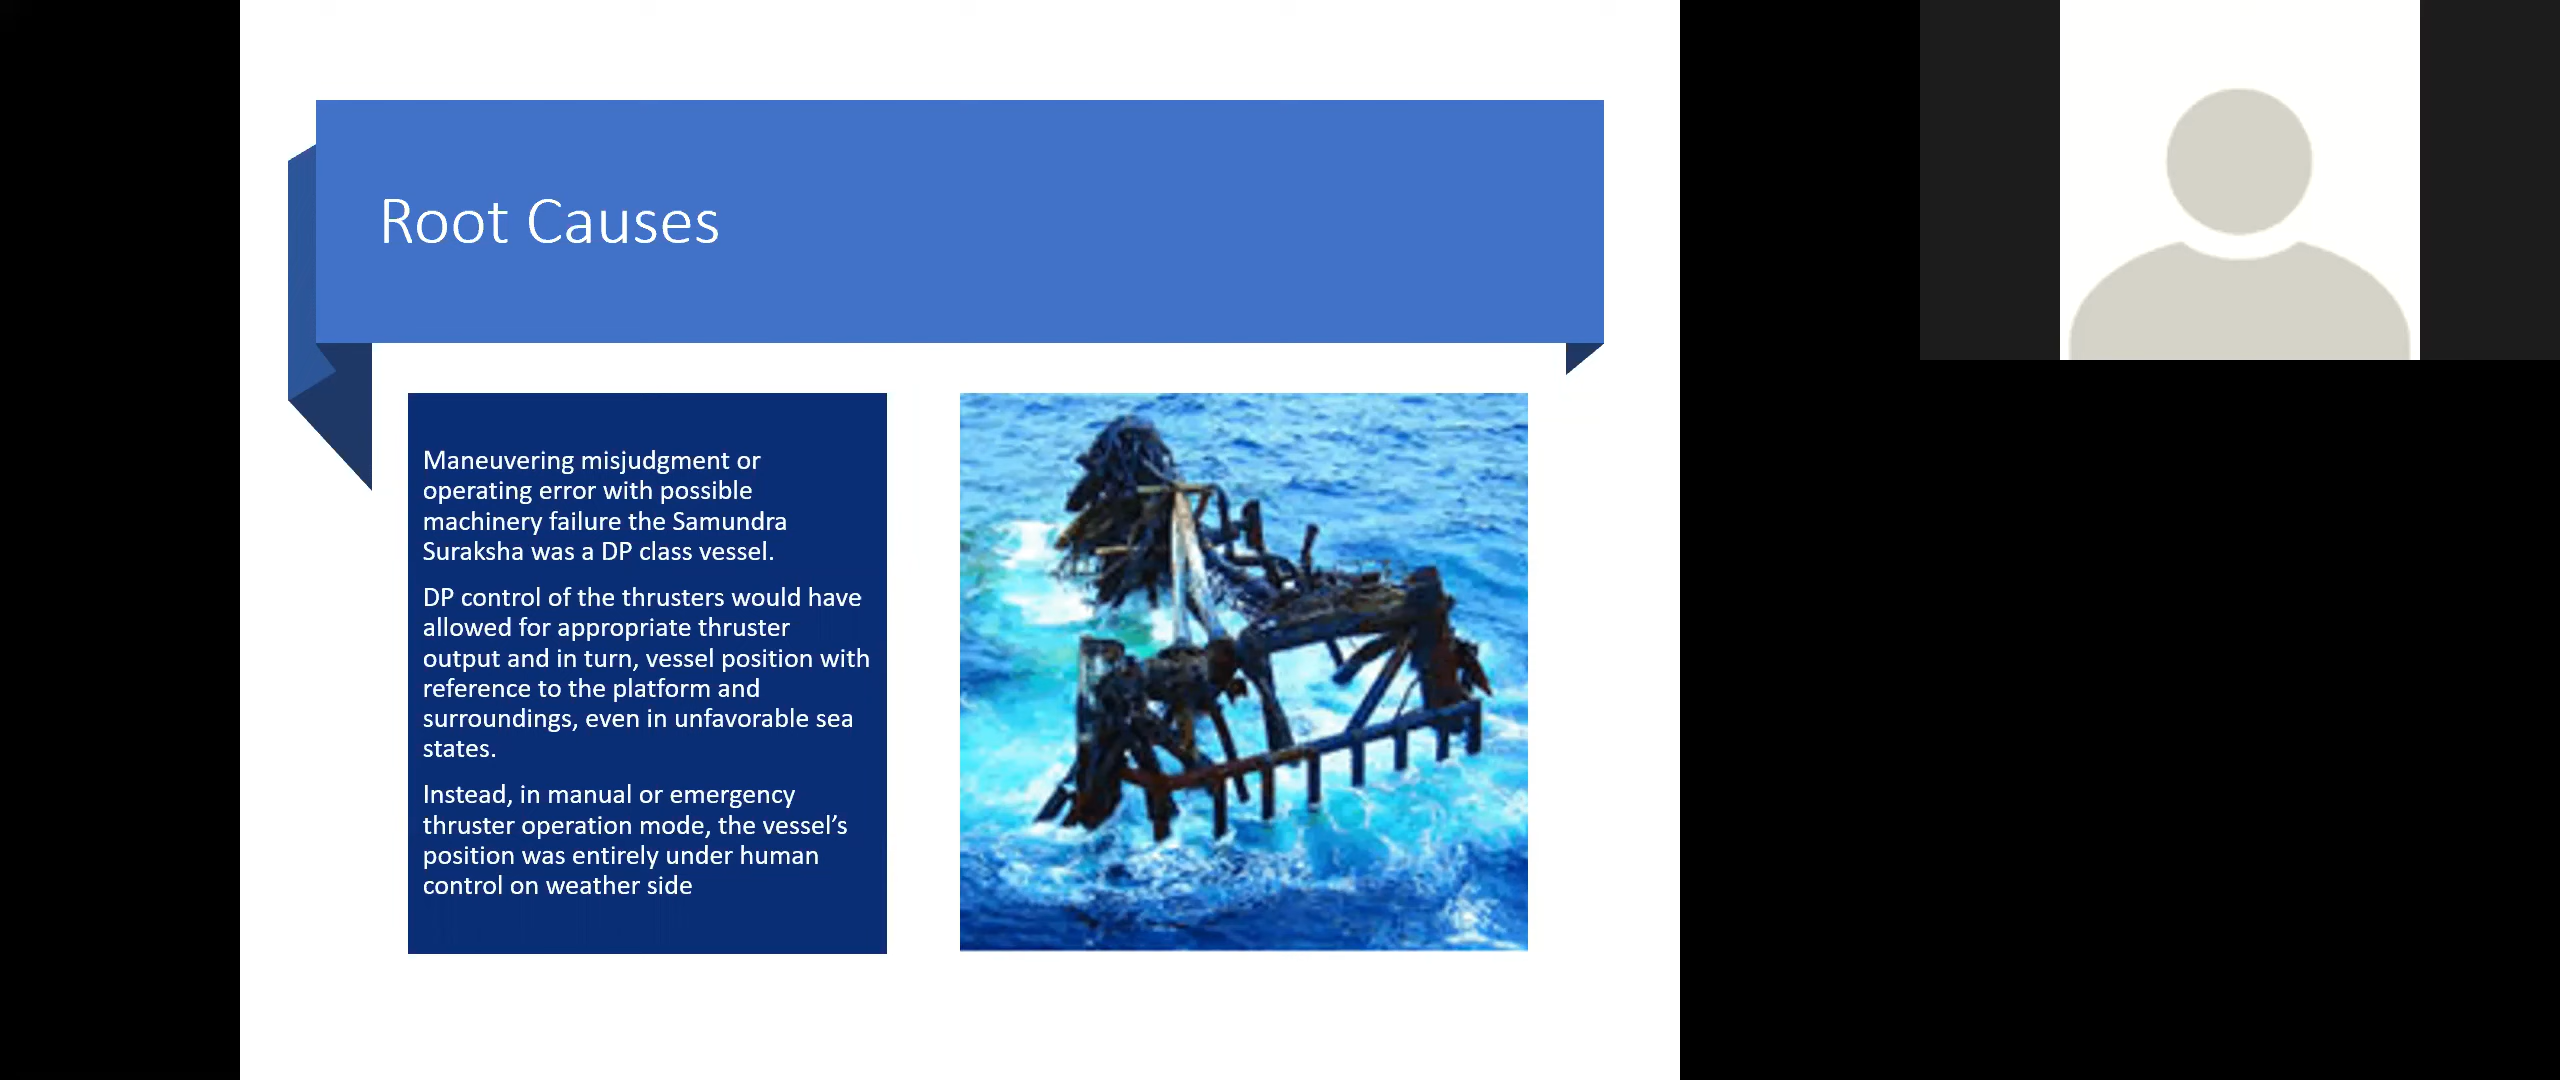 Root Causes
Maneuvering misjudgment or
operating error with possible
machinery failure the Samundra
Suraksha was a DP class vessel.
DP control of the thrusters would have
allowed for appropriate thruster
output and in turn, vessel position with
reference to the platform and
surroundings, even in unfavorable sea
states.
Instead, in manual or emergency
thruster operation mode, the vessel’s
position was entirely under human
control on weather side